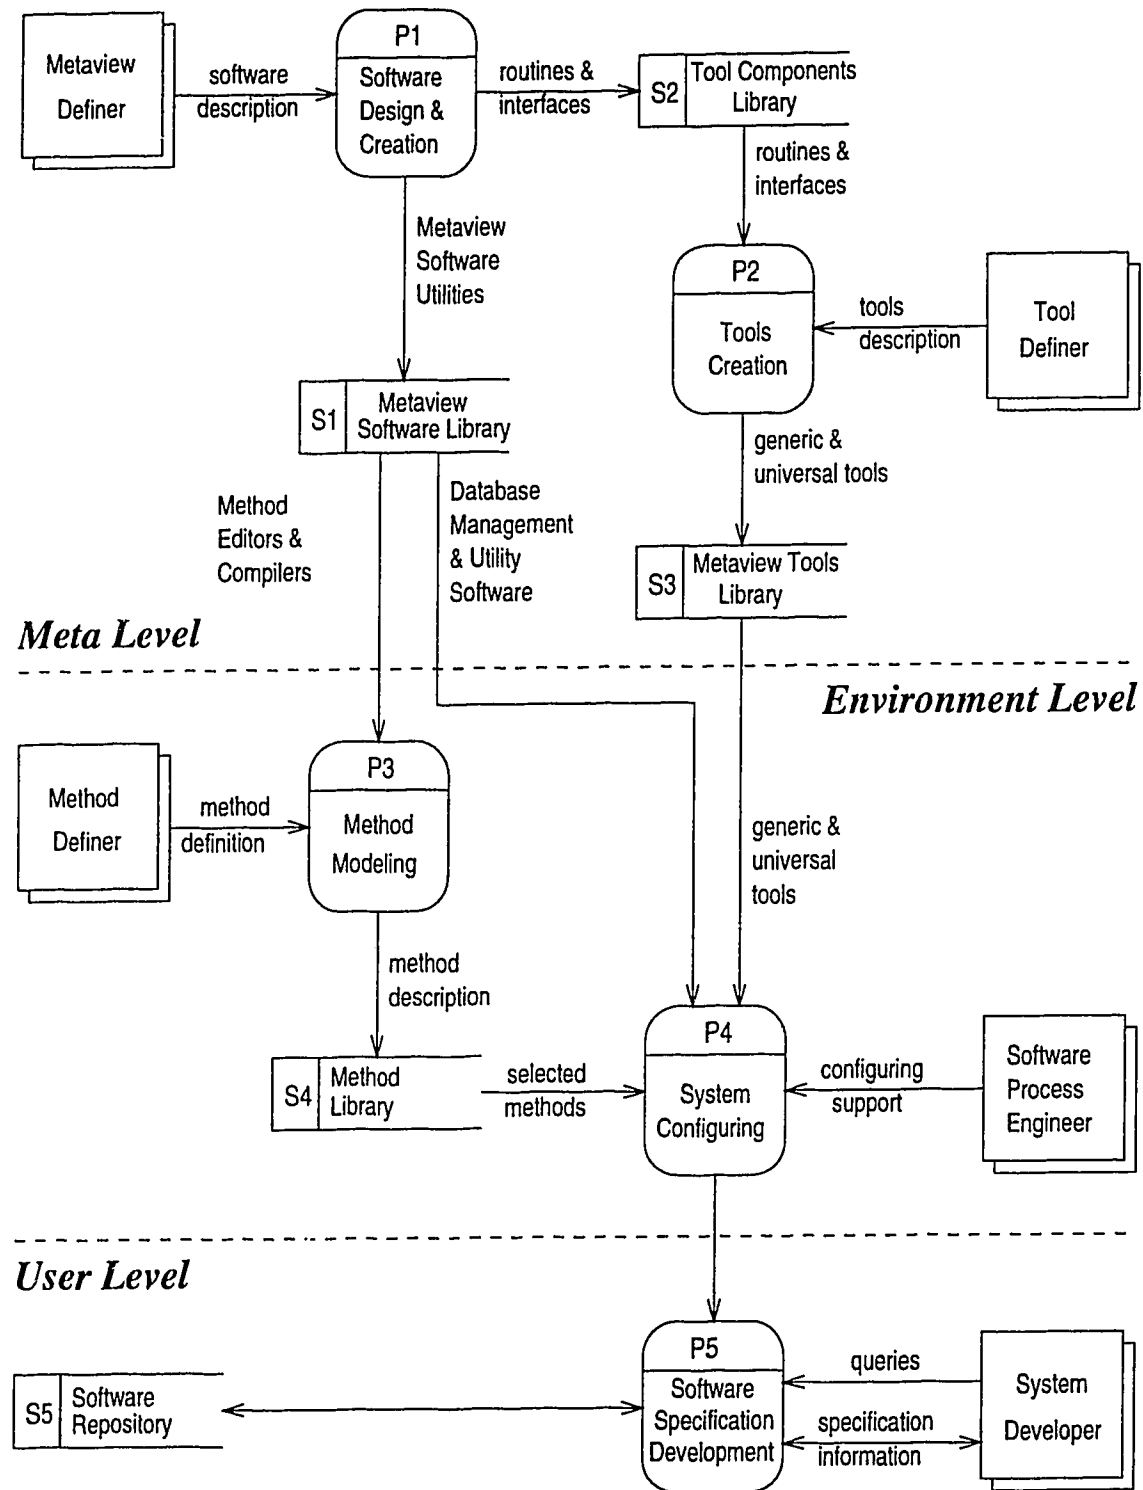 Metaview
Definer
software
description
P1
Software
Design &
Creation
routines &
interfaces
S2
Tool Components
Library
routines &
interfaces
Metaview
Software
Utilities
P2
Tools
Creation
tools
description
Tool
Definer
S1
Metaview
Software Library
generic &
universal tools
Method
Editors &
Compilers
Database
Management
& Utility
Software
S3
Metaview Tools
Library
Meta Level
Environment Level
Method
Definer
method
definition
P3
Method
Modeling
generic &
universal
tools
method
description
S4
Method
Library
selected
methods
P4
System
Configuring
configuring
support
Software
Process
Engineer
User Level
S5
Software
Repository
P5
Software
Specification
Development
queries
specification
information
System
Developer